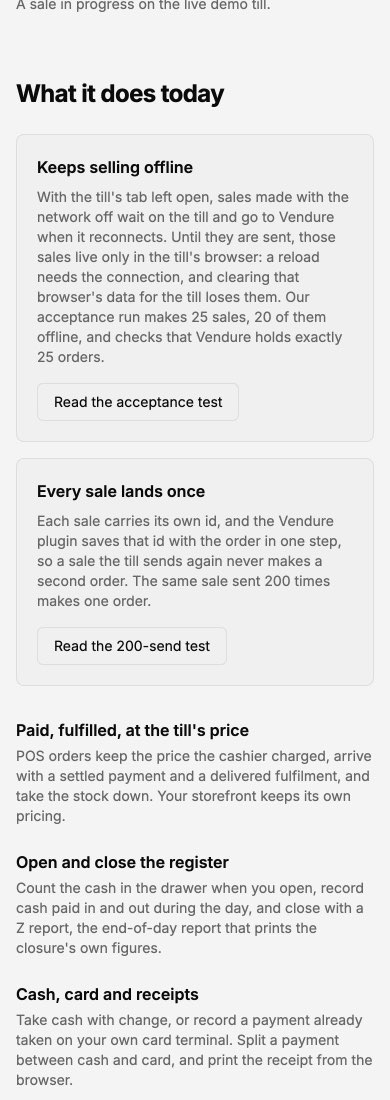 A sale in progress on the live demo till.
What it does today
Keeps selling offline
With the till's tab left open, sales made with the
network off wait on the till and go to Vendure
when it reconnects. Until they are sent, those
sales live only in the till's browser: a reload
needs the connection, and clearing that
browser's data for the till loses them. Our
acceptance run makes 25 sales, 20 of them
offline, and checks that Vendure holds exactly
25 orders.
Read the acceptance test
Every sale lands once
Each sale carries its own id, and the Vendure
plugin saves that id with the order in one step,
so a sale the till sends again never makes a
second order. The same sale sent 200 times
makes one order.
Read the 200-send test
Paid, fulfilled, at the till's price
POS orders keep the price the cashier charged, arrive
with a settled payment and a delivered fulfilment, and
take the stock down. Your storefront keeps its own
pricing.
Open and close the register
Count the cash in the drawer when you open, record
cash paid in and out during the day, and close with a
Z report, the end-of-day report that prints the
closure's own figures.
Cash, card and receipts
Take cash with change, or record a payment already
taken on your own card terminal. Split a payment
between cash and card, and print the receipt from the
browser.